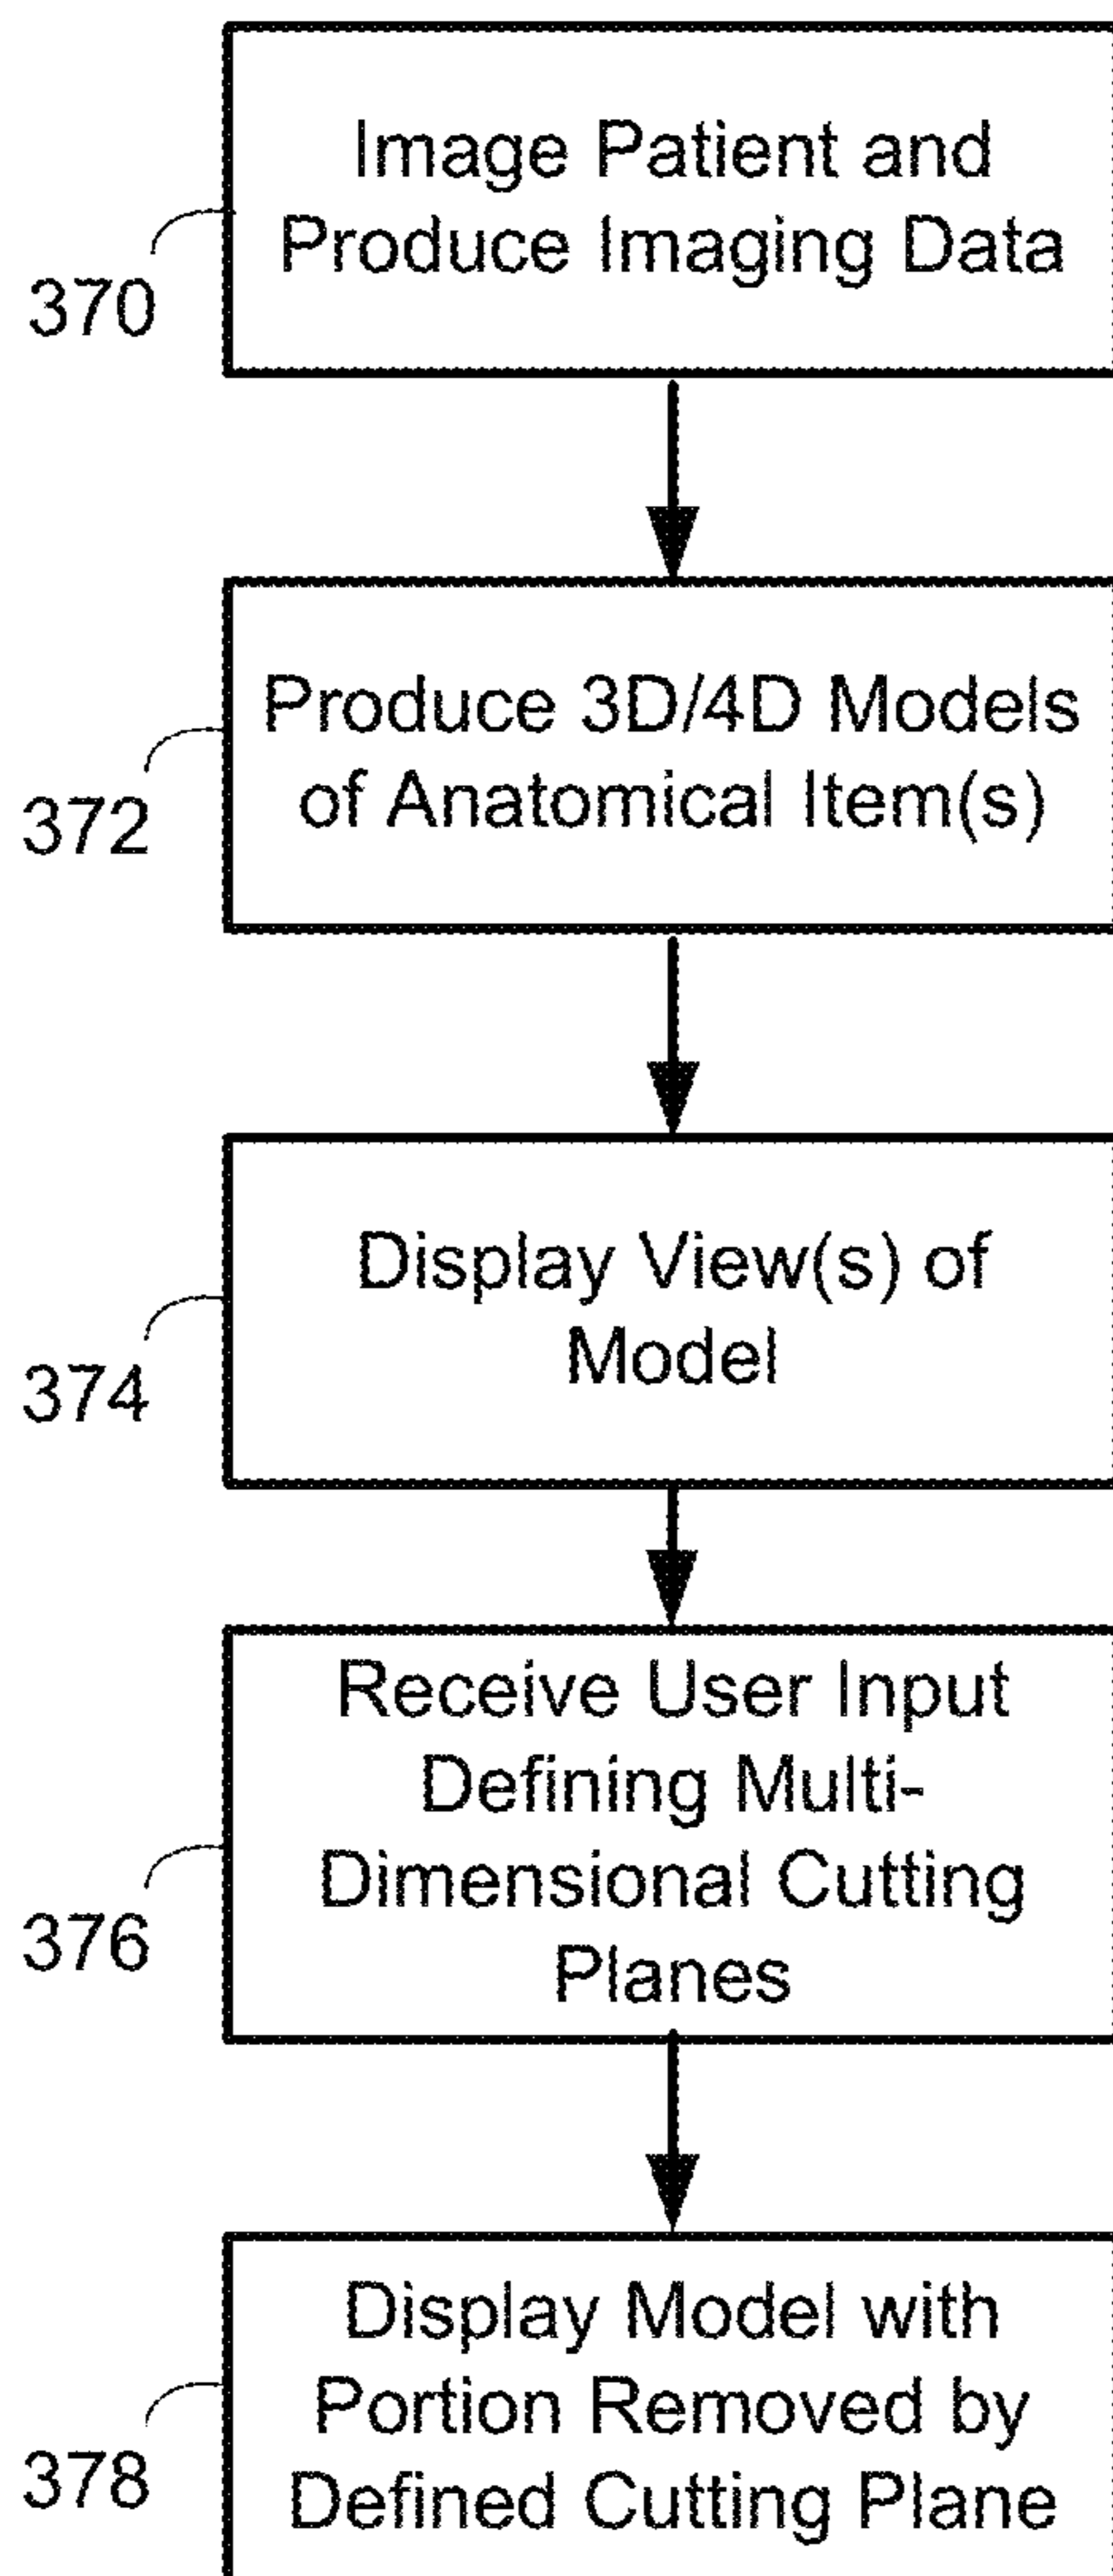 Image Patient and
Produce Imaging Data
370
Produce 3D/4D Models
of Anatomical Item(s)
372
Display View(s) of
Model
374
Receive User Input
Defining Multi-
Dimensional Cutting
Planes
376
Display Model with
Portion Removed by
Defined Cutting Plane
378